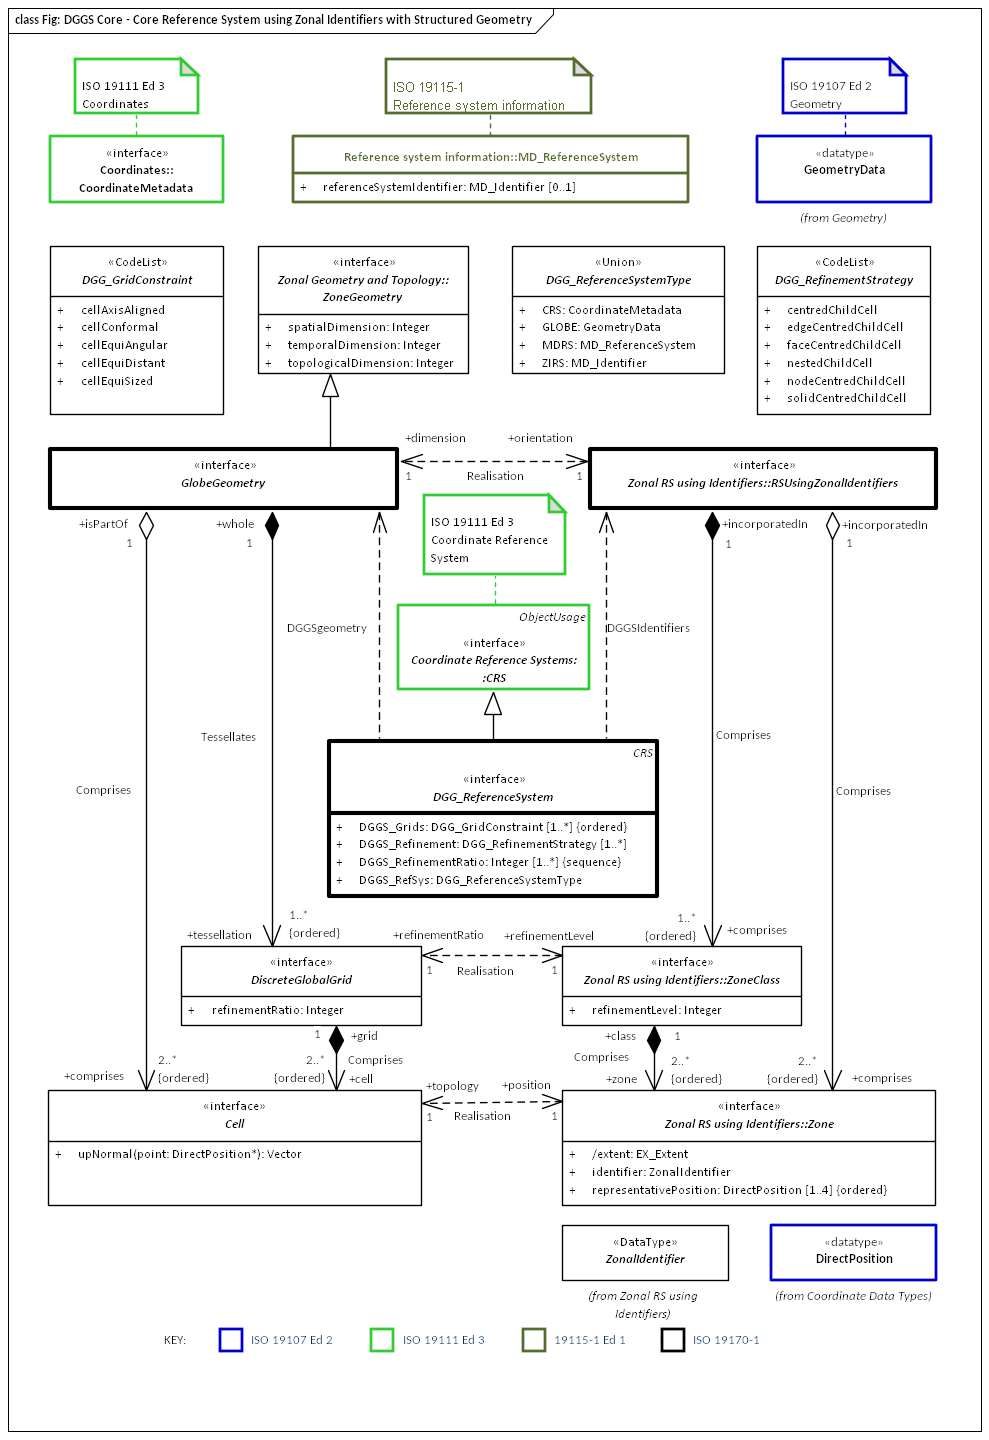 class Fig: DGGS Core - Core Reference System using Zonal Identifiers with Structured Geometry
ISO 19111 Ed 3
Coordinates
ISO 19115-1
Reference system information
ISO 19107 Ed 2
Geometry
«interface»
Coordinates::
CoordinateMetadata
Reference system information::MD_ReferenceSystem
+ referenceSystemIdentifier: MD_Identifier [0..1]
«datatype»
GeometryData
(from Geometry)
«CodeList»
DGG_GridConstraint
+ cellAxisAligned
+ cellConformal
+ cellEquiAngular
+ cellEquiDistant
+ cellEquiSized
«interface»
Zonal Geometry and Topology::
ZoneGeometry
+ spatialDimension: Integer
+ temporalDimension: Integer
+ topologicalDimension: Integer
«Union»
DGG_ReferenceSystemType
+ CRS: CoordinateMetadata
+ GLOBE: GeometryData
+ MDRS: MD_ReferenceSystem
+ ZIRS: MD_Identifier
«CodeList»
DGG_RefinementStrategy
+ centredChildCell
+ edgeCentredChildCell
+ faceCentredChildCell
+ nestedChildCell
+ nodeCentredChildCell
+ solidCentredChildCell
«interface»
GlobeGeometry
+dimension
+orientation
1
Realisation
1
«interface»
Zonal RS using Identifiers::RSUsingZonalIdentifiers
+isPartOf
1
+whole
1
ISO 19111 Ed 3
Coordinate Reference
System
+incorporatedIn
1
+incorporatedIn
1
DGGSgeometry
ObjectUsage
«interface»
Coordinate Reference Systems:
:CRS
DGGSIdentifiers
Tessellates
Comprises
Comprises
Comprises
CRS
«interface»
DGG_ReferenceSystem
+ DGGS_Grids: DGG_GridConstraint [1..*] {ordered}
+ DGGS_Refinement: DGG_RefinementStrategy [1..*]
+ DGGS_RefinementRatio: Integer [1..*] {sequence}
+ DGGS_RefSys: DGG_ReferenceSystemType
+tessellation
1..*
{ordered}
+refinementRatio
+refinementLevel
1..*
{ordered}
+comprises
«interface»
DiscreteGlobalGrid
+ refinementRatio: Integer
1
Realisation
1
«interface»
Zonal RS using Identifiers::ZoneClass
+ refinementLevel: Integer
1
+grid
Comprises
2..*
{ordered}
+cell
+class
1
Comprises
+zone
2..*
{ordered}
+comprises
2..*
{ordered}
2..*
{ordered}
+comprises
«interface»
Cell
+ upNormal(point: DirectPosition*): Vector
+topology
+position
1
Realisation
1
«interface»
Zonal RS using Identifiers::Zone
+ /extent: EX_Extent
+ identifier: ZonalIdentifier
+ representativePosition: DirectPosition [1..4] {ordered}
«DataType»
ZonalIdentifier
(from Zonal RS using
Identifiers)
«datatype»
DirectPosition
(from Coordinate Data Types)
KEY:
ISO 19107 Ed 2
ISO 19111 Ed 3
19115-1 Ed 1
ISO 19170-1